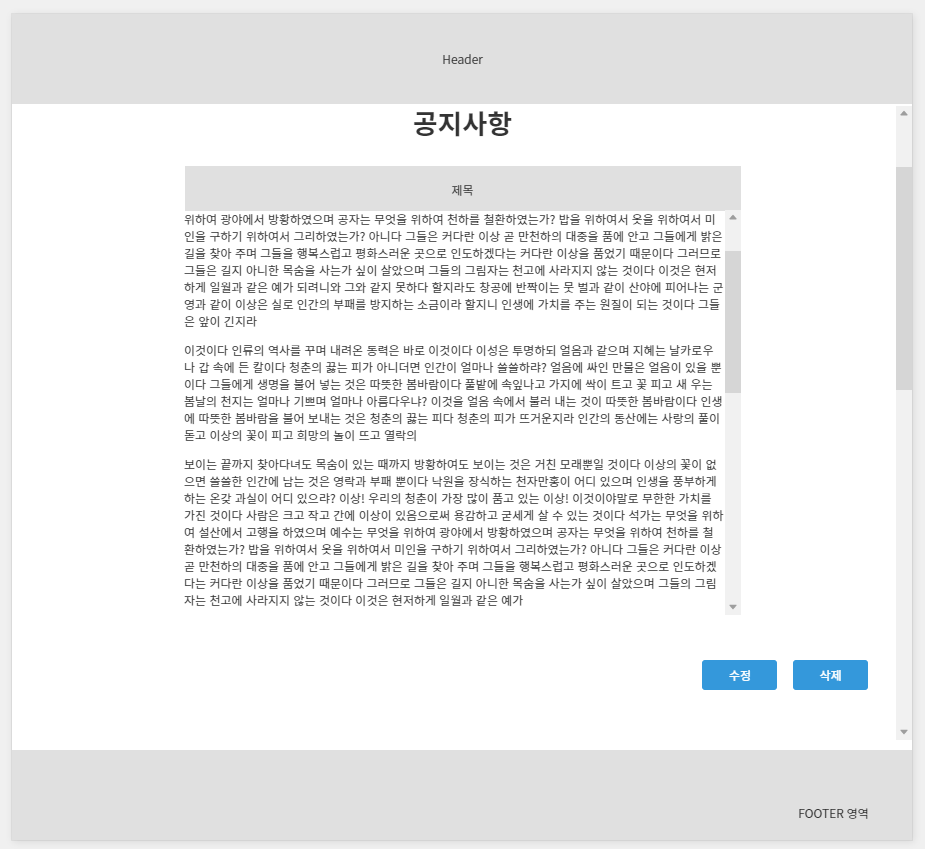 Header
공지사항
제목
위하여 광야에서 방황하였으며 공자는 무엇을 위하여 천하를 철환하였는가? 밥을 위하여서 옷을 위하여서 미
인을 구하기 위하여서 그리하였는가? 아니다 그들은 커다란 이상 곧 만천하의 대중을 품에 안고 그들에게 밝은
길을 찾아 주며 그들을 행복스럽고 평화스러운 곳으로 인도하겠다는 커다란 이상을 품었기 때문이다 그러므로
그들은 길지 아니한 목숨을 사는가 싶이 살았으며 그들의 그림자는 천고에 사라지지 않는 것이다 이것은 현저
하게 일월과 같은 예가 되려니와 그와 같지 못하다 할지라도 창공에 반짝이는 뭇 별과 같이 산야에 피어나는 군
영과 같이 이상은 실로 인간의 부패를 방지하는 소금이라 할지니 인생에 가치를 주는 원질이 되는 것이다 그들
은 앞이 긴지라
이것이다 인류의 역사를 꾸며 내려온 동력은 바로 이것이다 이성은 투명하되 얼음과 같으며 지혜는 날카로우
나 갑 속에 든 칼이다 청춘의 끓는 피가 아니더면 인간이 얼마나 쓸쓸하랴? 얼음에 싸인 만물은 얼음이 있을 뿐
이다 그들에게 생명을 불어 넣는 것은 따뜻한 봄바람이다 풀밭에 속잎나고 가지에 싹이 트고 꽃 피고 새 우는
봄날의 천지는 얼마나 기쁘며 얼마나 아름다우냐? 이것을 얼음 속에서 불러 내는 것이 따뜻한 봄바람이다 인생
에 따뜻한 봄바람을 불어 보내는 것은 청춘의 끓는 피다 청춘의 피가 뜨거운지라 인간의 동산에는 사랑의 풀이
돋고 이상의 꽃이 피고 희망의 놀이 뜨고 열락의
보이는 끝까지 찾아다녀도 목숨이 있는 때까지 방황하여도 보이는 것은 거친 모래뿐일 것이다 이상의 꽃이 없
으면 쓸쓸한 인간에 남는 것은 영락과 부패 뿐이다 낙원을 장식하는 천자만홍이 어디 있으며 인생을 풍부하게
하는 온갖 과실이 어디 있으랴? 이상! 우리의 청춘이 가장 많이 품고 있는 이상! 이것이야말로 무한한 가치를
가진 것이다 사람은 크고 작고 간에 이상이 있음으로써 용감하고 굳세게 살 수 있는 것이다 석가는 무엇을 위하
여 설산에서 고행을 하였으며 예수는 무엇을 위하여 광야에서 방황하였으며 공자는 무엇을 위하여 천하를 철
환하였는가? 밥을 위하여서 옷을 위하여서 미인을 구하기 위하여서 그리하였는가? 아니다 그들은 커다란 이상
곧 만천하의 대중을 품에 안고 그들에게 밝은 길을 찾아 주며 그들을 행복스럽고 평화스러운 곳으로 인도하겠
다는 커다란 이상을 품었기 때문이다 그러므로 그들은 길지 아니한 목숨을 사는가 싶이 살았으며 그들의 그림
자는 천고에 사라지지 않는 것이다 이것은 현저하게 일월과 같은 예가
수정
삭제
FOOTER 영역